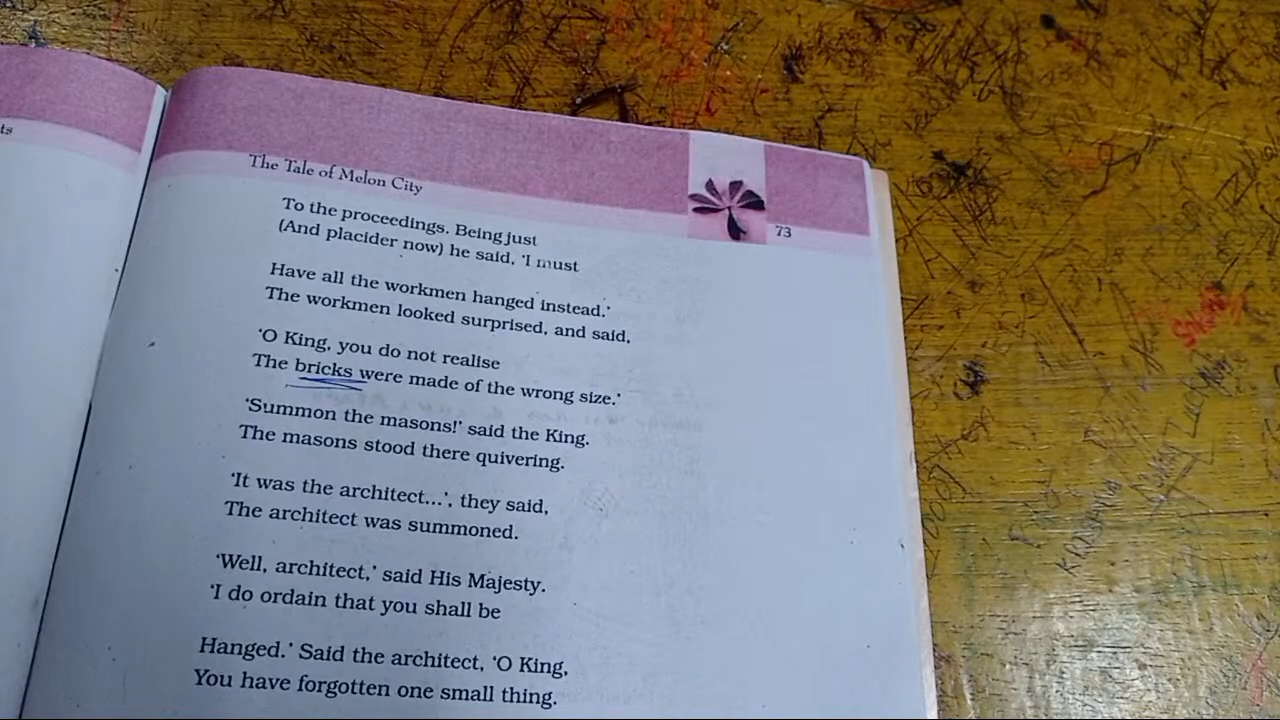 ts
The Tale of Melon City
73
To the proceedings. Being just
(And placider now) he said, 'I must
Have all the workmen hanged instead.'
The workmen looked surprised, and said,
'O King, you do not realise
The bricks were made of the wrong size.'
'Summon the masons!' said the King.
The masons stood there quivering.
'It was the architect...', they said,
The architect was summoned.
'Well, architect,' said His Majesty.
'I do ordain that you shall be
Hanged.' Said the architect, 'O King,
You have forgotten one small thing.